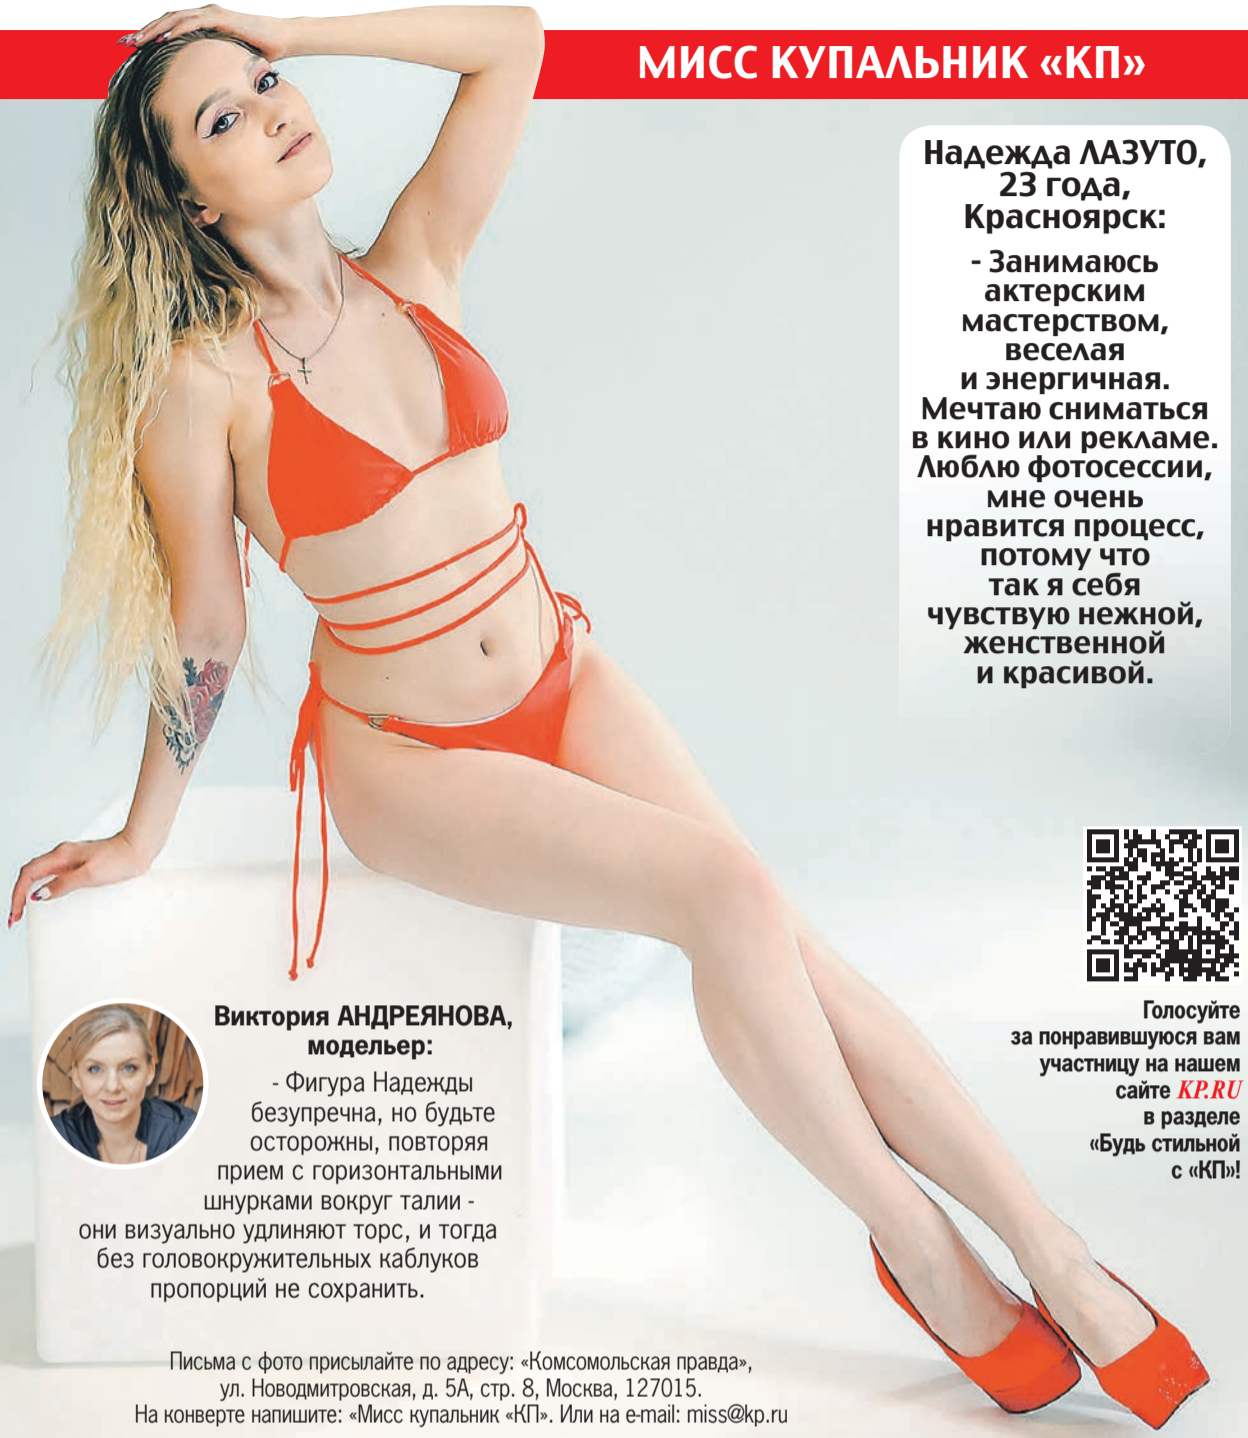 МИСС КУПАЛЬНИК «КП»
Надежда ЛАЗУТО,
23 года,
Красноярск:
- Занимаюсь
актерским
мастерством,
веселая
и энергичная.
Мечтаю сниматься
в кино или рекламе.
Люблю фотосессии,
мне очень
нравится процесс,
потому что
так я себя
чувствую нежной,
женственной
и красивой.
Голосуйте
за понравившуюся вам
участницу на нашем
сайте KP.RU
в разделе
«Будь стильной
с «КП»!
Виктория АНДРЕЯНОВА,
модельер:
- Фигура Надежды
безупречна, но будьте
осторожны, повторяя
прием с горизонтальными
шнурками вокруг талии -
они визуально удлиняют торс, и тогда
без головокружительных каблуков
пропорций не сохранить.
Письма с фото присылайте по адресу: «Комсомольская правда»,
ул. Новодмитровская, д. 5А, стр. 8, Москва, 127015.
На конверте напишите: «Мисс купальник «КП». Или на e-mail: miss@kp.ru